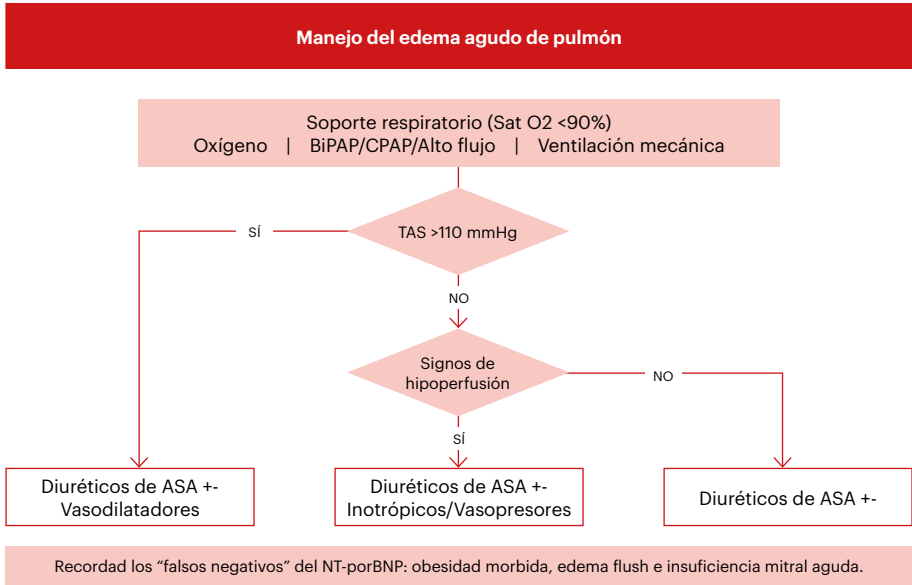 Manejo del edema agudo de pulmón
Soporte respiratorio (Sat O2 <90%)
Oxígeno | BiPAP/CPAP/Alto flujo | Ventilación mecánica
TAS >110 mmHg
SÍ
NO
Signos de
hipoperfusión
NO
SÍ
Diuréticos de ASA +-
Vasodilatadores
Diuréticos de ASA +-
Inotrópicos/Vasopresores
Diuréticos de ASA +-
Recordad los “falsos negativos” del NT-porBNP: obesidad morbida, edema flush e insuficiencia mitral aguda.